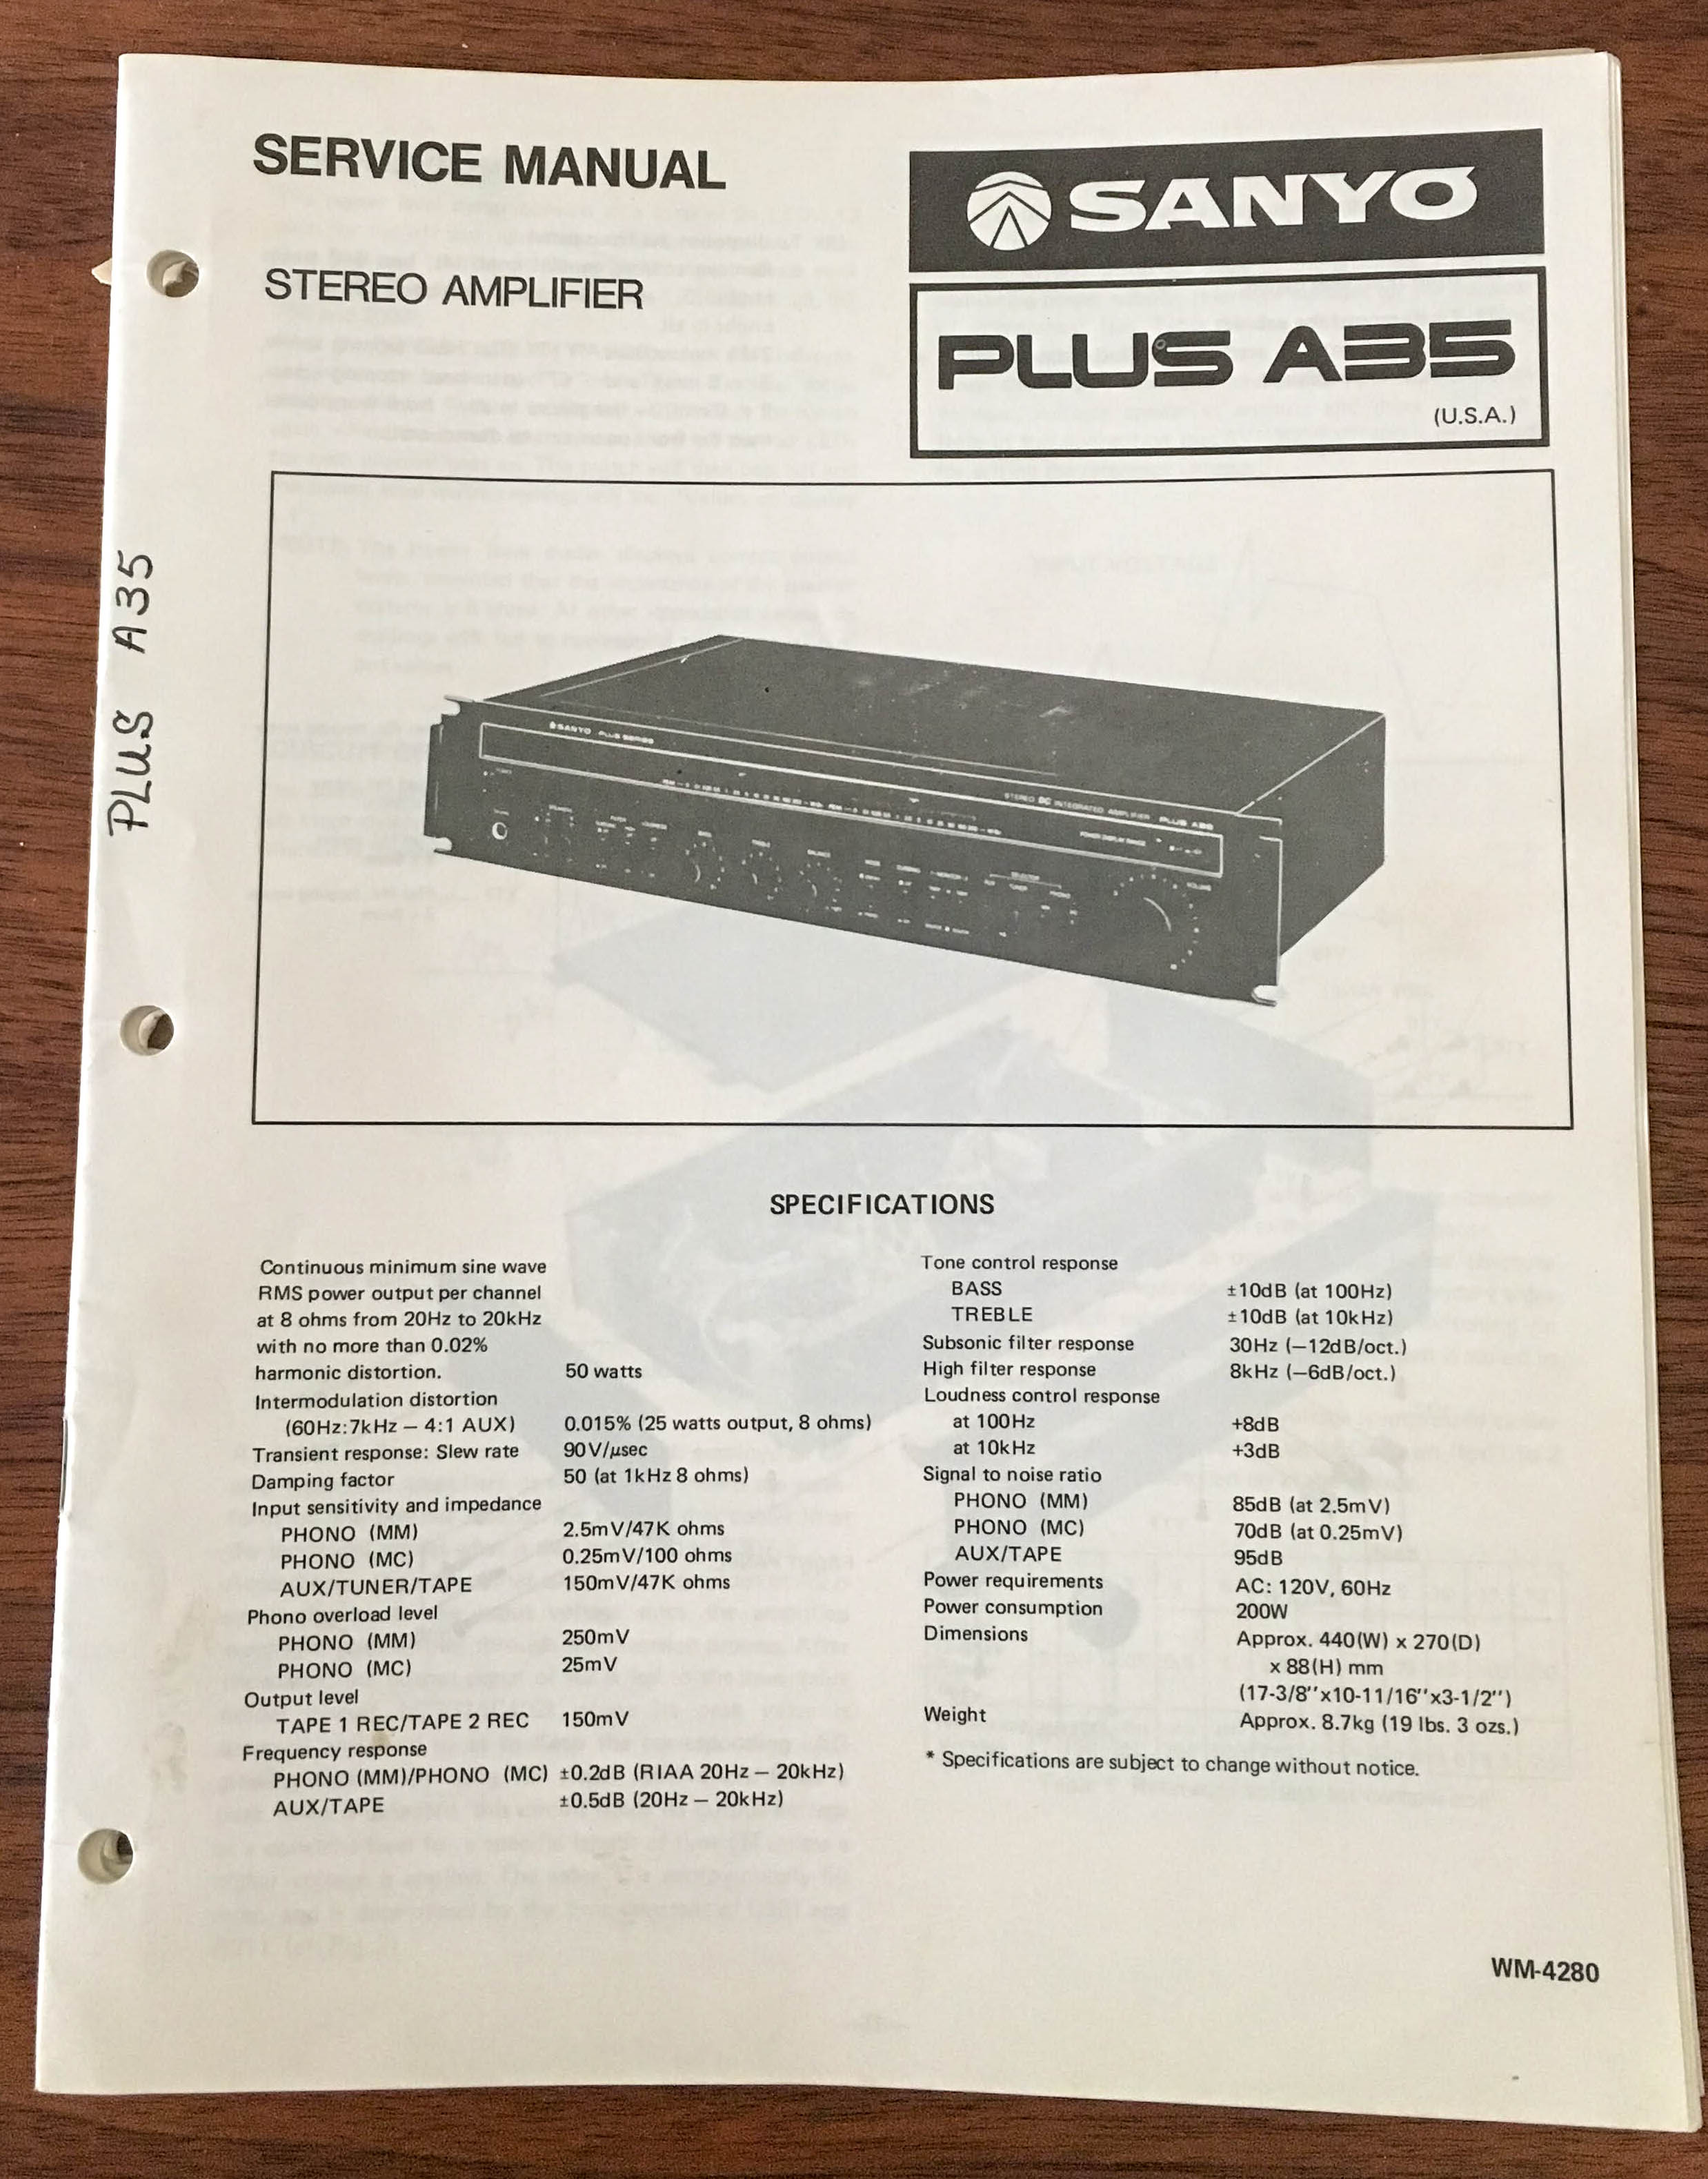 SERVICE MANUAL
STEREO AMPLIFIER
SANYO
PLUS A35
(U.S.A.)
PLUS A35
SANYO PLUS SERIES
STEREO DC INTEGRATED AMPLIFIER PLUS A35
POWER DISPLAY RANGE
VOLUME
SPECIFICATIONS
Continuous minimum sine wave
RMS power output per channel
at 8 ohms from 20Hz to 20kHz
with no more than 0.02%
harmonic distortion. 50 watts
Intermodulation distortion
(60Hz:7kHz – 4:1 AUX) 0.015% (25 watts output, 8 ohms)
Transient response: Slew rate 90V/μsec
Damping factor 50 (at 1kHz 8 ohms)
Input sensitivity and impedance
PHONO (MM) 2.5mV/47K ohms
PHONO (MC) 0.25mV/100 ohms
AUX/TUNER/TAPE 150mV/47K ohms
Phono overload level
PHONO (MM) 250mV
PHONO (MC) 25mV
Output level
TAPE 1 REC/TAPE 2 REC 150mV
Frequency response
PHONO (MM)/PHONO (MC) ±0.2dB (RIAA 20Hz – 20kHz)
AUX/TAPE ±0.5dB (20Hz – 20kHz)
Tone control response
BASS ±10dB (at 100Hz)
TREBLE ±10dB (at 10kHz)
Subsonic filter response 30Hz (–12dB/oct.)
High filter response 8kHz (–6dB/oct.)
Loudness control response
at 100Hz +8dB
at 10kHz +3dB
Signal to noise ratio
PHONO (MM) 85dB (at 2.5mV)
PHONO (MC) 70dB (at 0.25mV)
AUX/TAPE 95dB
Power requirements AC: 120V, 60Hz
Power consumption 200W
Dimensions Approx. 440(W) x 270(D)
x 88(H) mm
(17-3/8''x10-11/16''x3-1/2'')
Weight Approx. 8.7kg (19 lbs. 3 ozs.)
* Specifications are subject to change without notice.
WM-4280